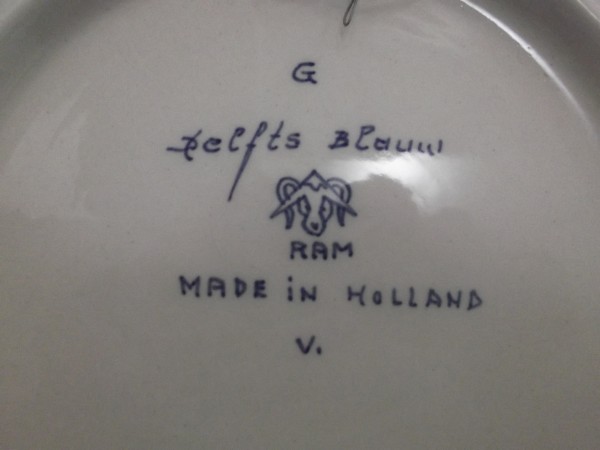 G
Delfts Blauw
RAM
MADE iN HOLLAND
V.